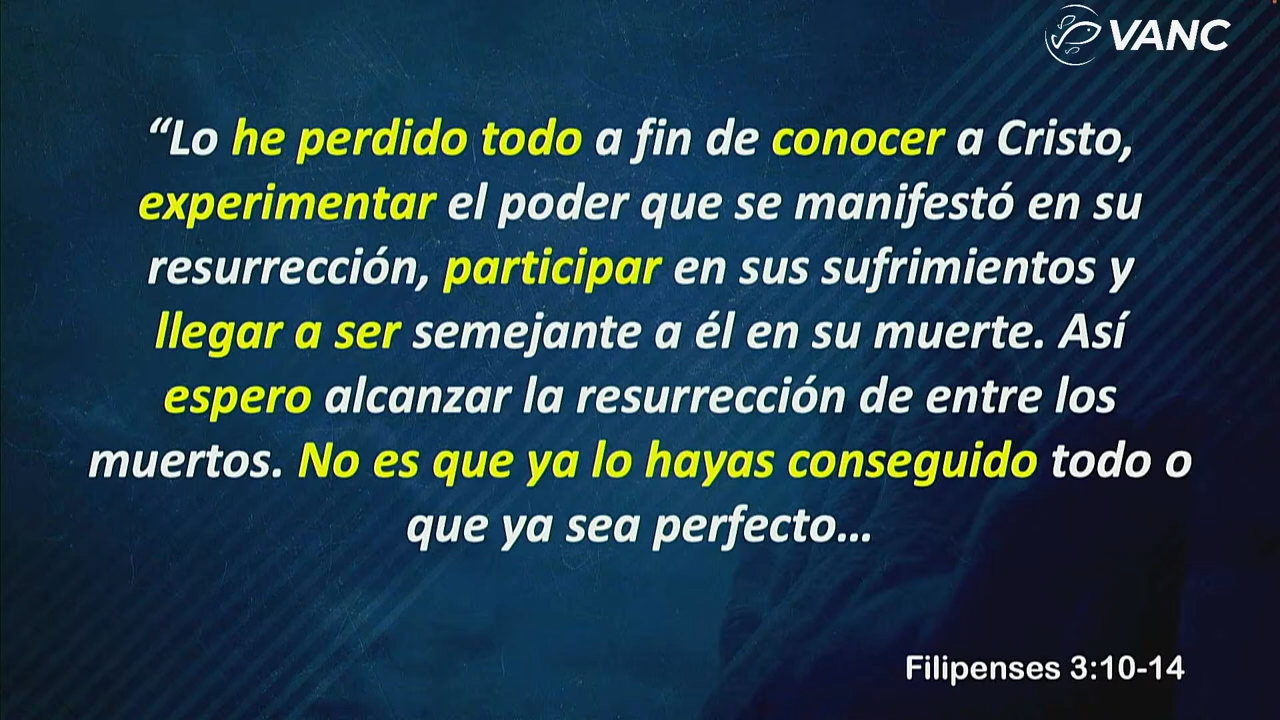 VANC
“Lo he perdido todo a fin de conocer a Cristo,
experimentar el poder que se manifestó en su
resurrección, participar en sus sufrimientos y
llegar a ser semejante a él en su muerte. Así
espero alcanzar la resurrección de entre los
muertos. No es que ya lo hayas conseguido todo o
que ya sea perfecto...
Filipenses 3:10-14